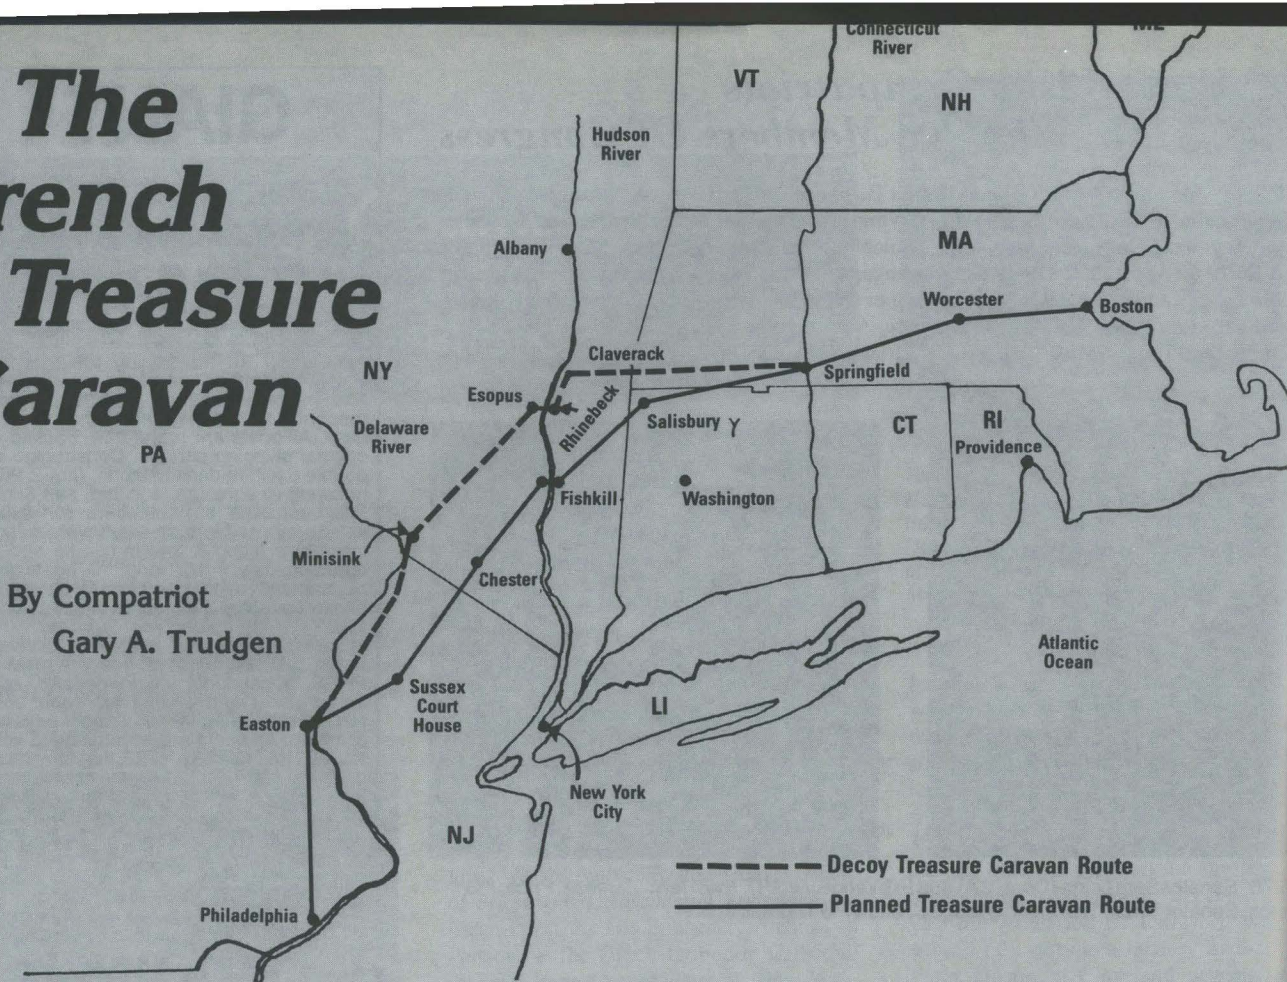 The
rench
Treasure
aravan
By Compatriot
Gary A. Trudgen
Connecticut
River
ME
VT
NH
Hudson
River
Albany
MA
Worcester
Boston
Claverack
Springfield
NY
Esopus
Rhinebeck
Salisbury
CT
RI
Providence
Delaware
River
PA
Fishkill
Washington
Minisink
Chester
Atlantic
Ocean
Sussex
Court
House
Easton
LI
New York
City
NJ
Philadelphia
Decoy Treasure Caravan Route
Planned Treasure Caravan Route